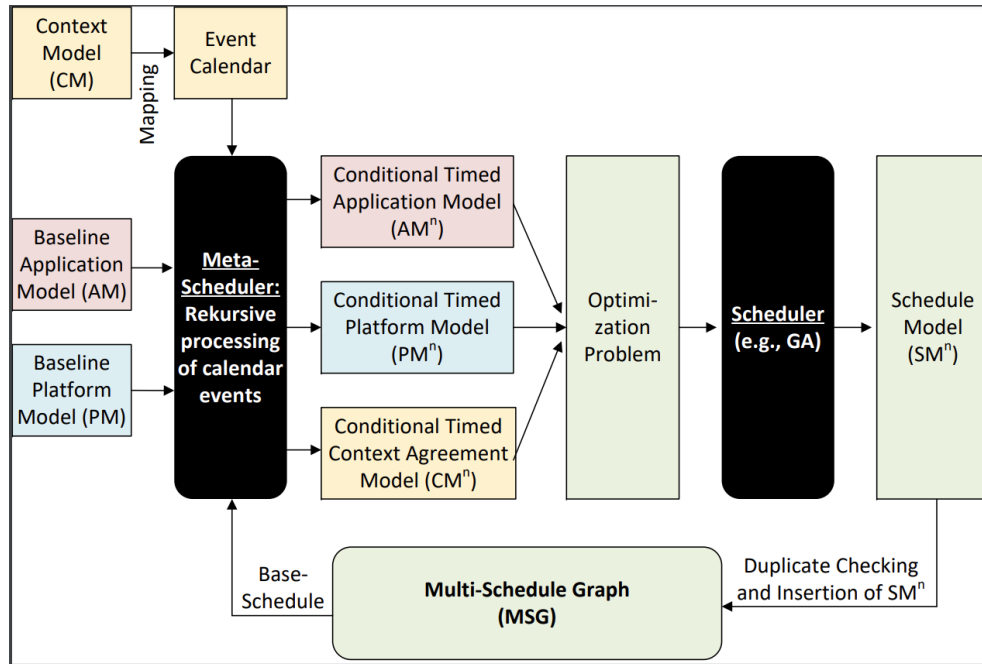 Context
Model
(CM)
Mapping
Event
Calendar
Baseline
Application
Model (AM)
Baseline
Platform
Model (PM)
Meta-
Scheduler:
Rekursive
processing
of calendar
events
Conditional Timed
Application Model
(AMⁿ)
Conditional Timed
Platform Model
(PMⁿ)
Conditional Timed
Context Agreement
Model (CMⁿ)
Optimi-
zation
Problem
Scheduler
(e.g., GA)
Schedule
Model
(SMⁿ)
Duplicate Checking
and Insertion of SMⁿ
Multi-Schedule Graph
(MSG)
Base-
Schedule